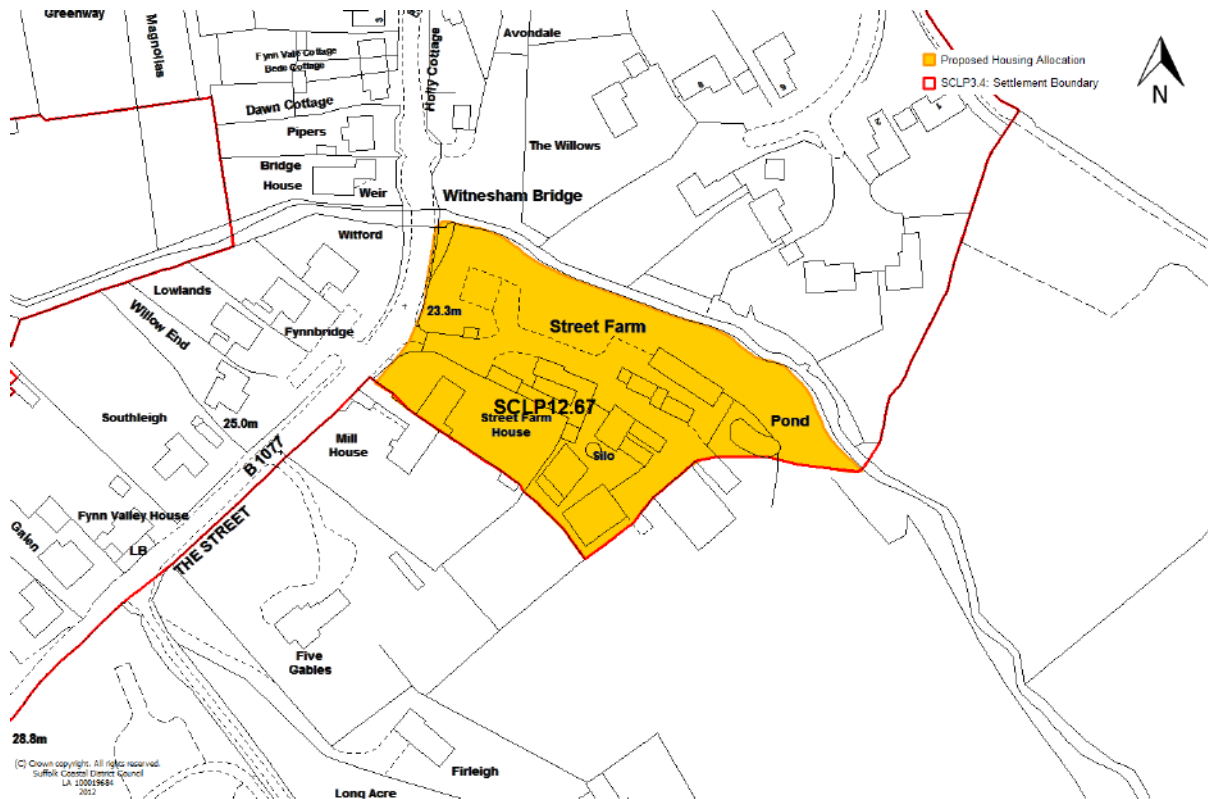 Greenway
Magnolias
Fynn Vale Cottage
Bede Cottage
Dawn Cottage
Pipers
Bridge
House
Weir
Holly Cottage
Avondale
The Willows
Witnesham Bridge
Proposed Housing Allocation
SCLP3.4: Settlement Boundary
N
Witford
Lowlands
Willow End
Fynnbridge
23.3m
Street Farm
SCLP12.67
Street Farm
House
Silo
Pond
Southleigh
25.0m
B 1077
Mill
House
Fynn Valley House
LB
Galen
THE STREET
Five
Gables
28.8m
Firleigh
Long Acre
(C) Crown copyright. All rights reserved.
Suffolk Coastal District Council
LA 100019684
2012